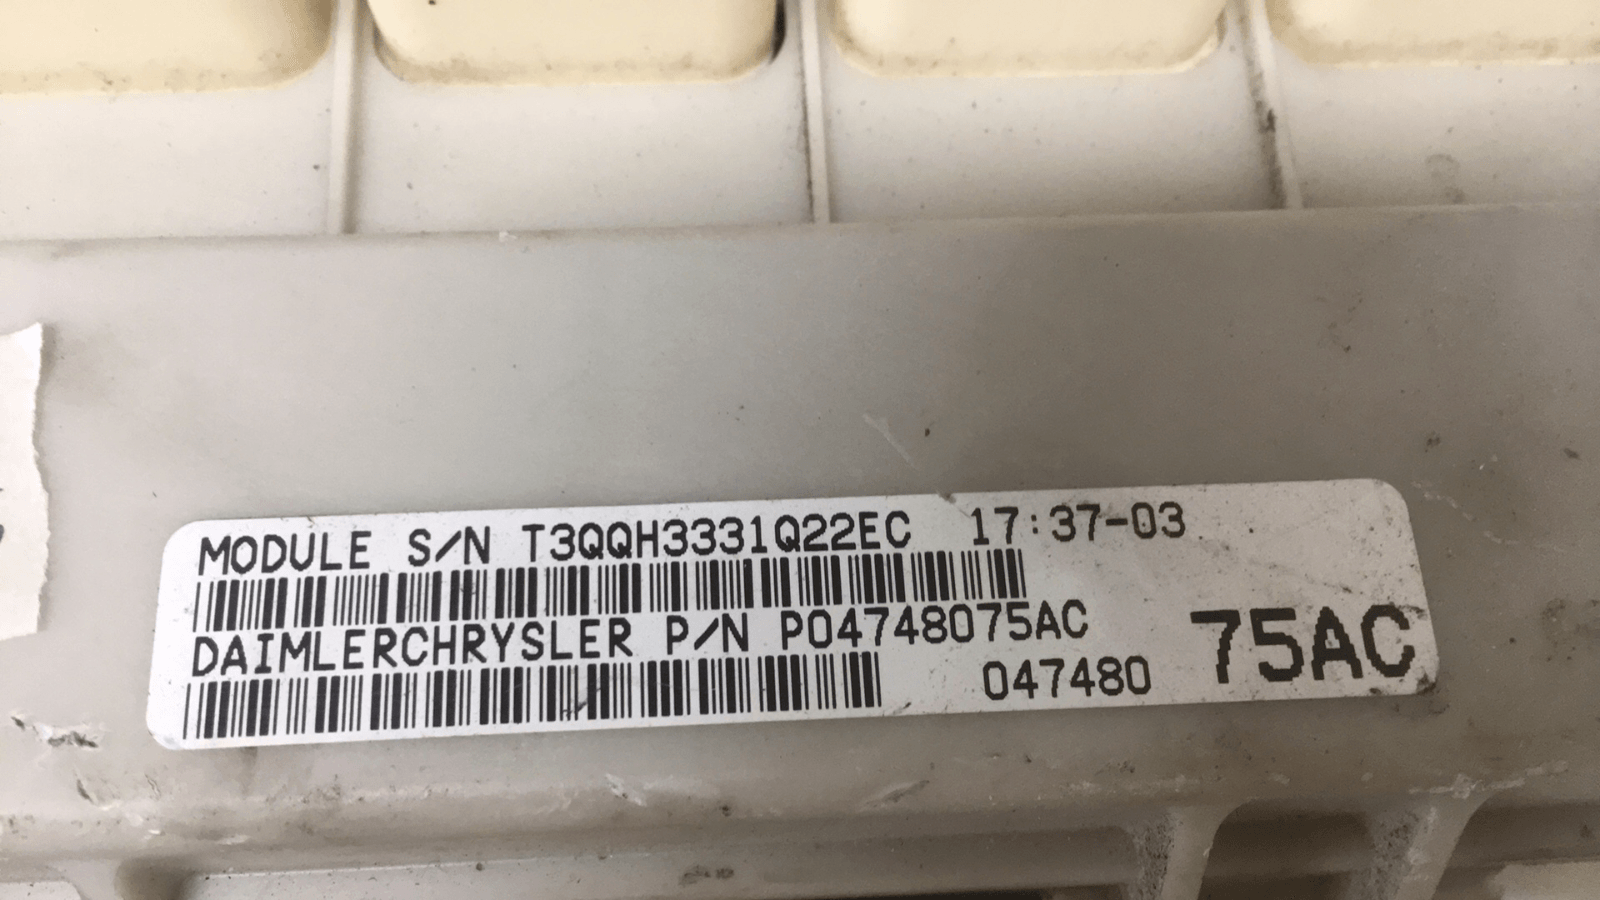 MODULE S/N T3QQH3331Q22EC 17:37-03
DAIMLERCHRYSLER P/N P04748075AC
047480 75AC